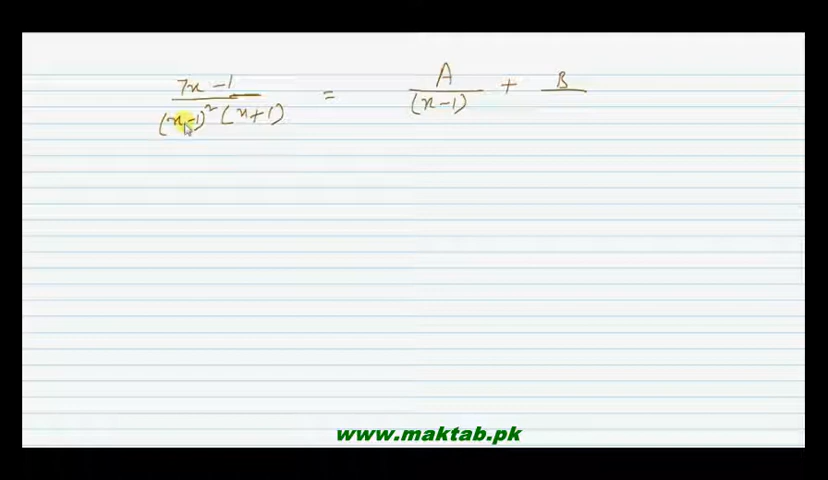 7x - 1 / (x-1)² (x+1) = A / (x-1) + B /
www.maktab.pk